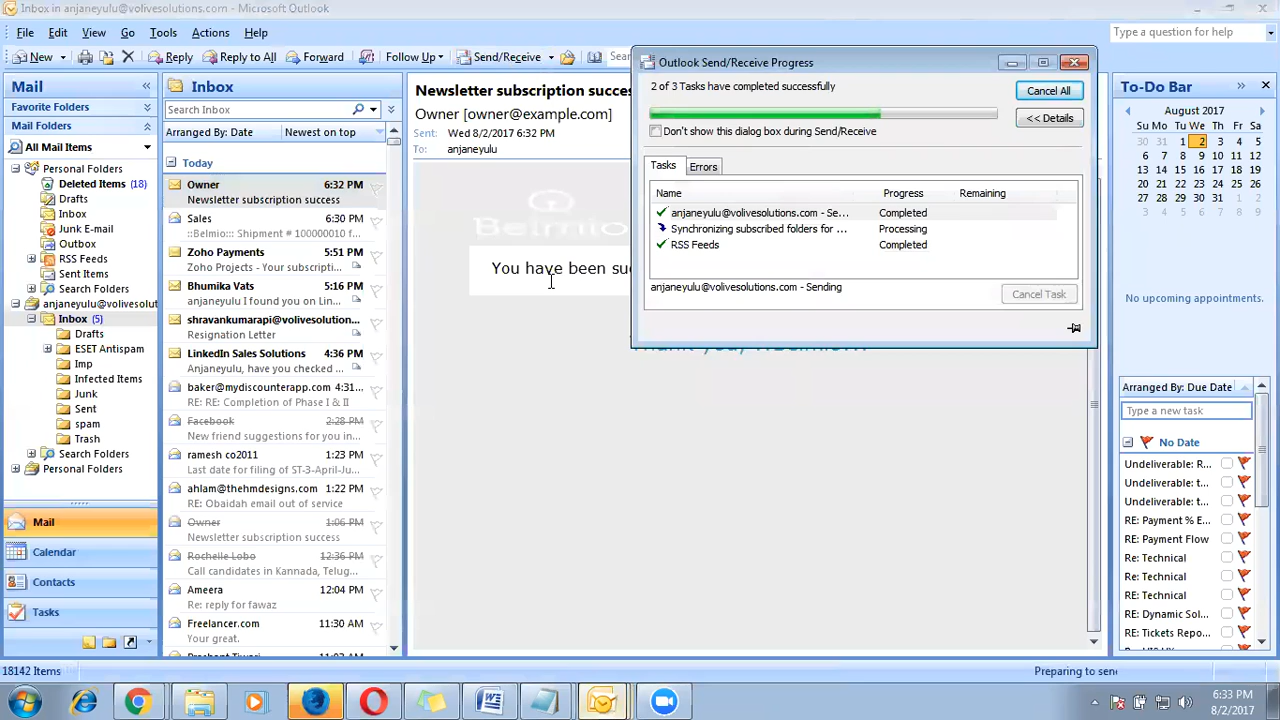 Inbox in anjaneyulu@volivesolutions.com - Microsoft Outlook
File Edit View Go Tools Actions Help
Type a question for help
New Reply Reply to All Forward Follow Up Send/Receive Sea
Mail
Favorite Folders
Mail Folders
All Mail Items
Personal Folders
Deleted Items (18)
Drafts
Inbox
Junk E-mail
Outbox
RSS Feeds
Sent Items
Search Folders
anjaneyulu@volivesolut
Inbox (5)
Drafts
ESET Antispam
Imp
Infected Items
Junk
Sent
spam
Trash
Search Folders
Personal Folders
Mail
Calendar
Contacts
Tasks
18142 Items
Inbox
Search Inbox
Arranged By: Date Newest on top
Today
Owner 6:32 PM
Newsletter subscription success
Sales 6:30 PM
::Belmio::: Shipment # 100000010 f
Zoho Payments 5:51 PM
Zoho Projects - Your subscripti...
Bhumika Vats 5:16 PM
anjaneyulu I found you on Lin...
shravankumarapi@volivesolution...
Resignation Letter
LinkedIn Sales Solutions 4:36 PM
Anjaneyulu, have you checked ...
baker@mydiscounterapp.com 4:31...
RE: RE: Completion of Phase I & II
Facebook 2:28 PM
New friend suggestions for you in...
ramesh co2011 1:23 PM
Last date for filing of ST-3-April-Ju...
ahlam@thehmdesigns.com 1:22 PM
RE: Obaidah email out of service
Owner 1:06 PM
Newsletter subscription success
Rochelle Lobo 12:36 PM
Call candidates in Kannada, Telug...
Ameera 12:04 PM
Re: reply for fawaz
Freelancer.com 11:30 AM
Your great.
Newsletter subscription succes
Owner [owner@example.com]
Sent: Wed 8/2/2017 6:32 PM
To: anjaneyulu
Belmio
You have been su
Outlook Send/Receive Progress
2 of 3 Tasks have completed successfully
Cancel All
Don't show this dialog box during Send/Receive
<< Details
Tasks Errors
Name Progress Remaining
anjaneyulu@volivesolutions.com - Se... Completed
Synchronizing subscribed folders for ... Processing
RSS Feeds Completed
anjaneyulu@volivesolutions.com - Sending
Cancel Task
To-Do Bar
August 2017
Su Mo Tu We Th Fr Sa
30 31 1 2 3 4 5
6 7 8 9 10 11 12
13 14 15 16 17 18 19
20 21 22 23 24 25 26
27 28 29 30 31 1 2
3 4 5 6 7 8 9
No upcoming appointments.
Arranged By: Due Date
Type a new task
No Date
Undeliverable: R...
Undeliverable: t...
Undeliverable: t...
RE: Payment % E...
RE: Payment Flow
Re: Technical
Re: Technical
Re: Technical
RE: Dynamic Sol...
RE: Tickets Repo...
Preparing to send
6:33 PM
8/2/2017